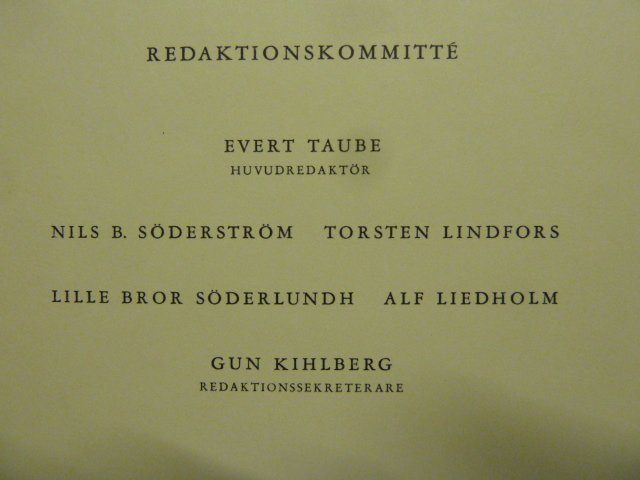 REDAKTIONSKOMMITTÉ
EVERT TAUBE
HUVUDREDAKTÖR
NILS B. SÖDERSTRÖM TORSTEN LINDFORS
LILLE BROR SÖDERLUNDH ALF LIEDHOLM
GUN KIHLBERG
REDAKTIONSSEKRETERARE